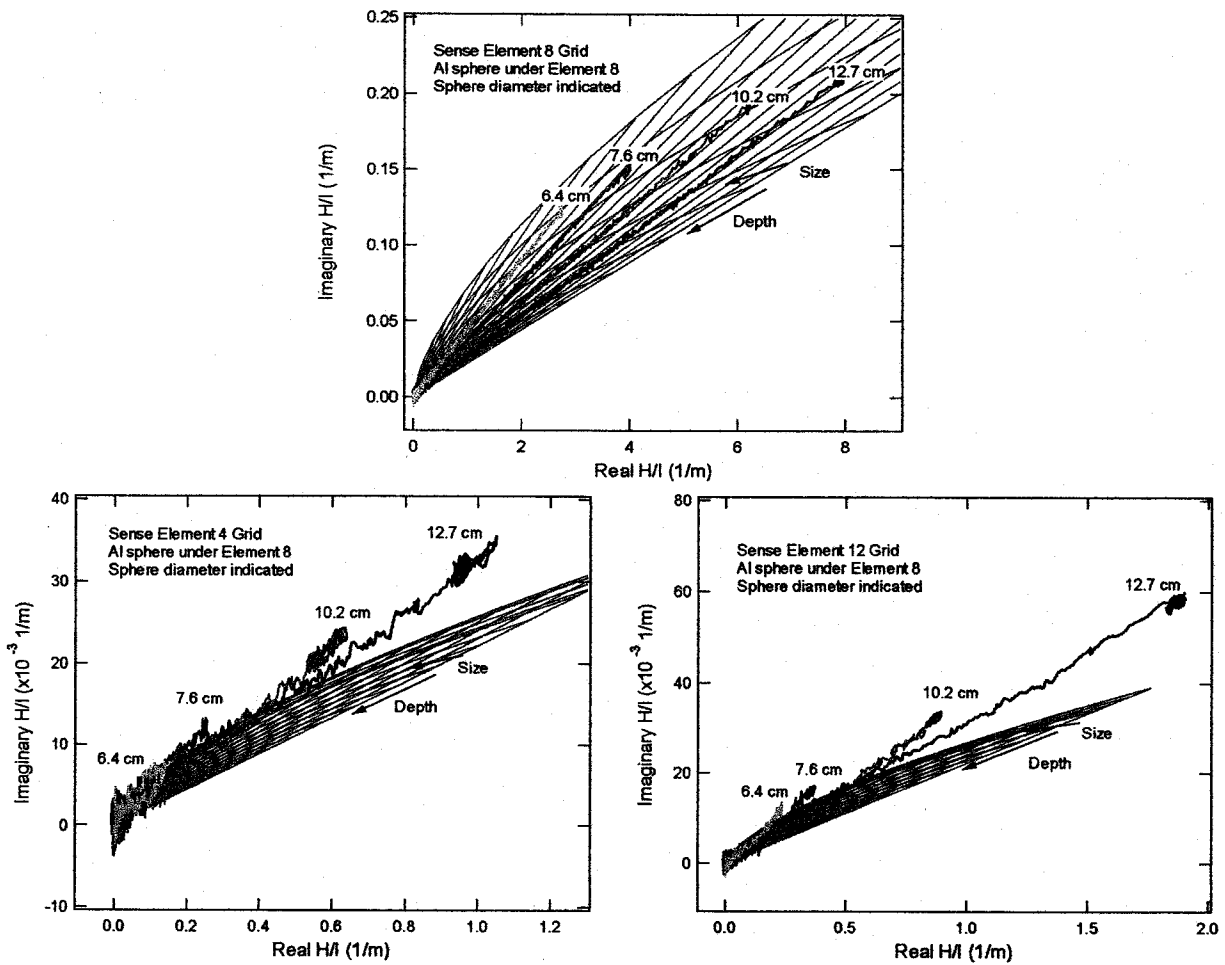 0.25
0.20
0.15
0.10
0.05
0.00
Imaginary H/I (1/m)
Sense Element 8 Grid
Al sphere under Element 8
Sphere diameter indicated
12.7 cm
10.2 cm
7.6 cm
6.4 cm
Size
Depth
0 2 4 6 8
Real H/I (1/m)
40
30
20
10
0
-10
Imaginary H/I (x10⁻³ 1/m)
Sense Element 4 Grid
Al sphere under Element 8
Sphere diameter indicated
12.7 cm
10.2 cm
7.6 cm
6.4 cm
Size
Depth
0.0 0.2 0.4 0.6 0.8 1.0 1.2
Real H/I (1/m)
80
60
40
20
0
Imaginary H/I (x10⁻³ 1/m)
Sense Element 12 Grid
Al sphere under Element 8
Sphere diameter indicated
12.7 cm
10.2 cm
7.6 cm
6.4 cm
Size
Depth
0.0 0.5 1.0 1.5 2.0
Real H/I (1/m)